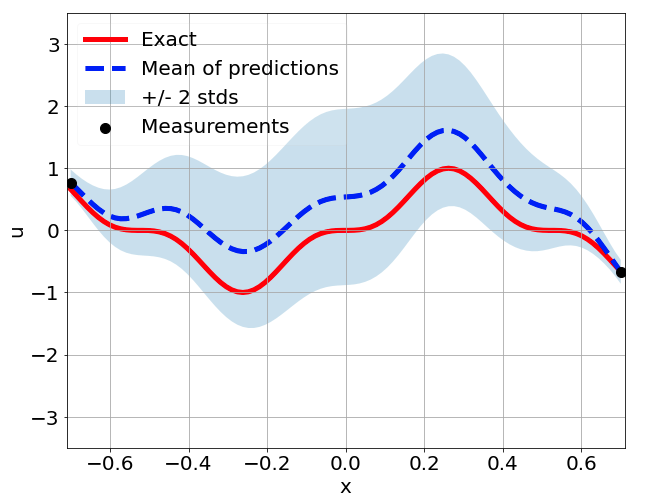 Exact
Mean of predictions
+/- 2 stds
Measurements
3
2
1
0
−1
−2
−3
u
−0.6 −0.4 −0.2 0.0 0.2 0.4 0.6
x